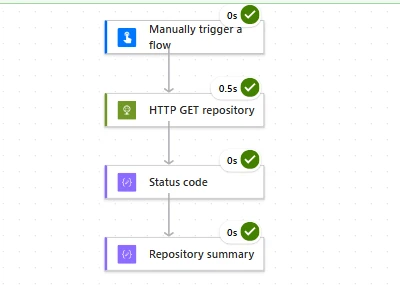 0s
Manually trigger a
flow
0.5s
HTTP GET repository
0s
Status code
0s
Repository summary